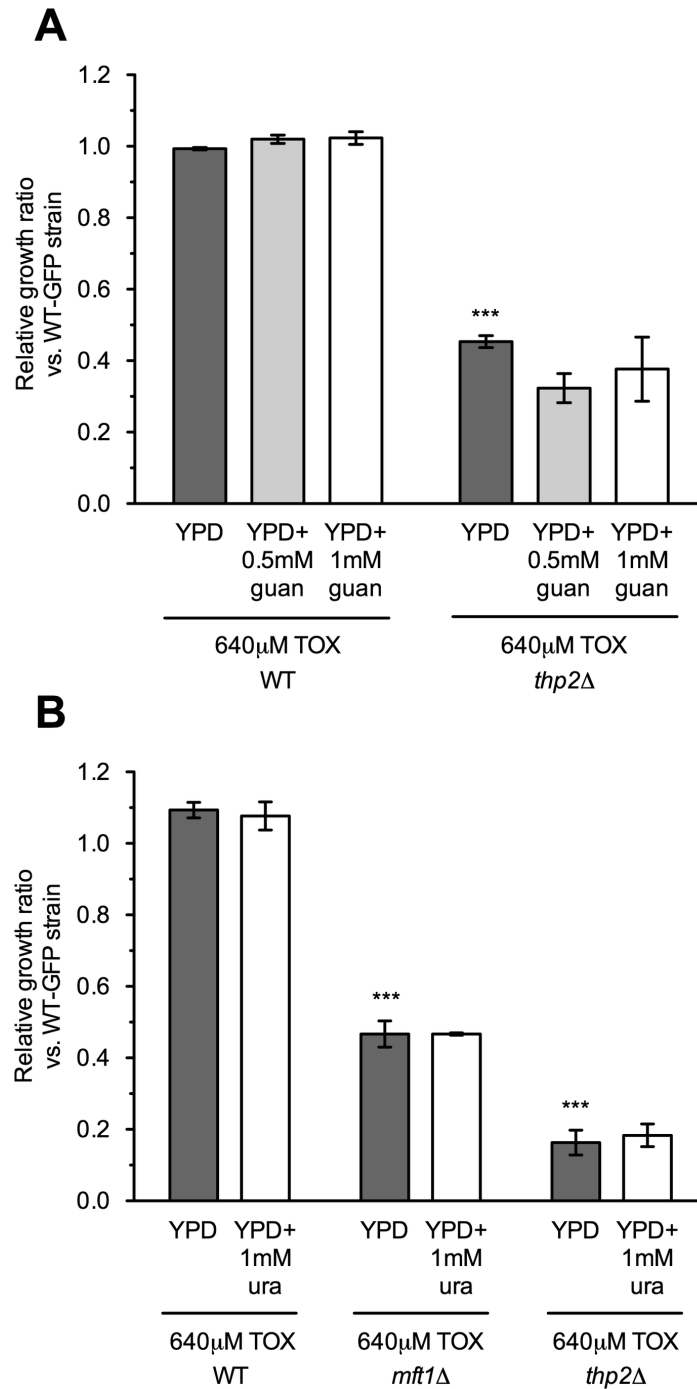 A
Relative growth ratio
vs. WT-GFP strain
1.2
1.0
0.8
0.6
0.4
0.2
0.0
***
YPD YPD+ YPD+ YPD YPD+ YPD+
0.5mM 1mM 0.5mM 1mM
guan guan guan guan
640μM TOX 640μM TOX
WT thp2Δ
B
Relative growth ratio
vs. WT-GFP strain
1.2
1.0
0.8
0.6
0.4
0.2
0.0
***
***
YPD YPD+ YPD YPD+ YPD YPD+
1mM 1mM 1mM
ura ura ura
640μM TOX 640μM TOX 640μM TOX
WT mft1Δ thp2Δ